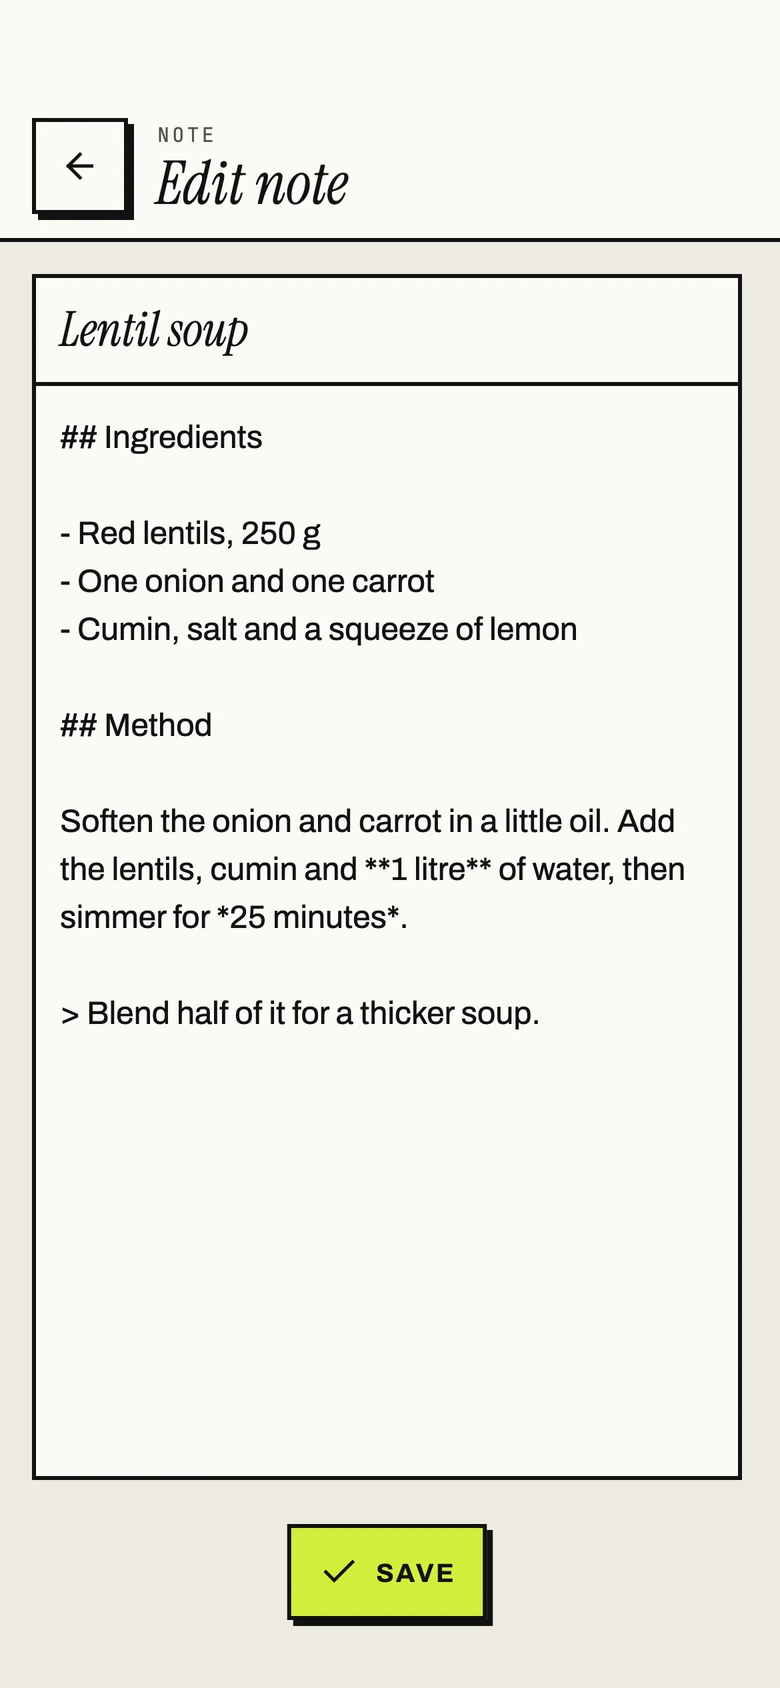 NOTE
Edit note
Lentil soup
## Ingredients
- Red lentils, 250 g
- One onion and one carrot
- Cumin, salt and a squeeze of lemon
## Method
Soften the onion and carrot in a little oil. Add
the lentils, cumin and **1 litre** of water, then
simmer for *25 minutes*.
> Blend half of it for a thicker soup.
SAVE